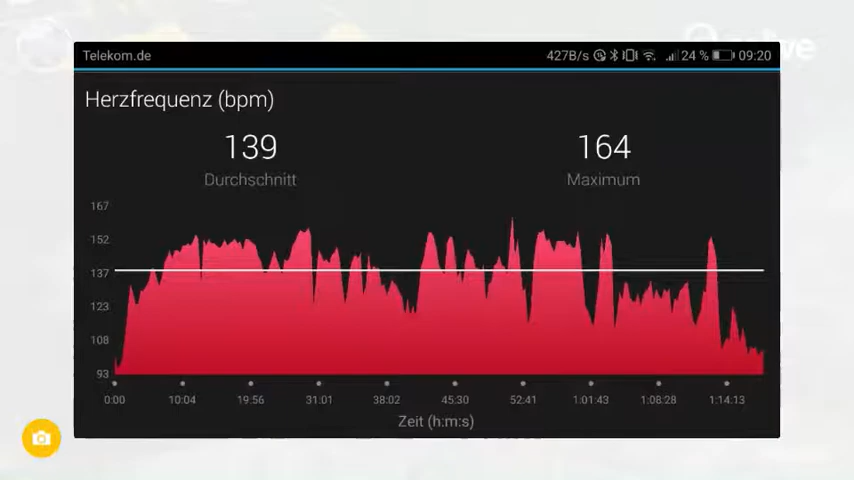 Telekom.de 427B/s 24 % 09:20
Herzfrequenz (bpm)
139 164
Durchschnitt Maximum
167
152
137
123
108
93
0:00 10:04 19:56 31:01 38:02 45:30 52:41 1:01:43 1:08:28 1:14:13
Zeit (h:m:s)